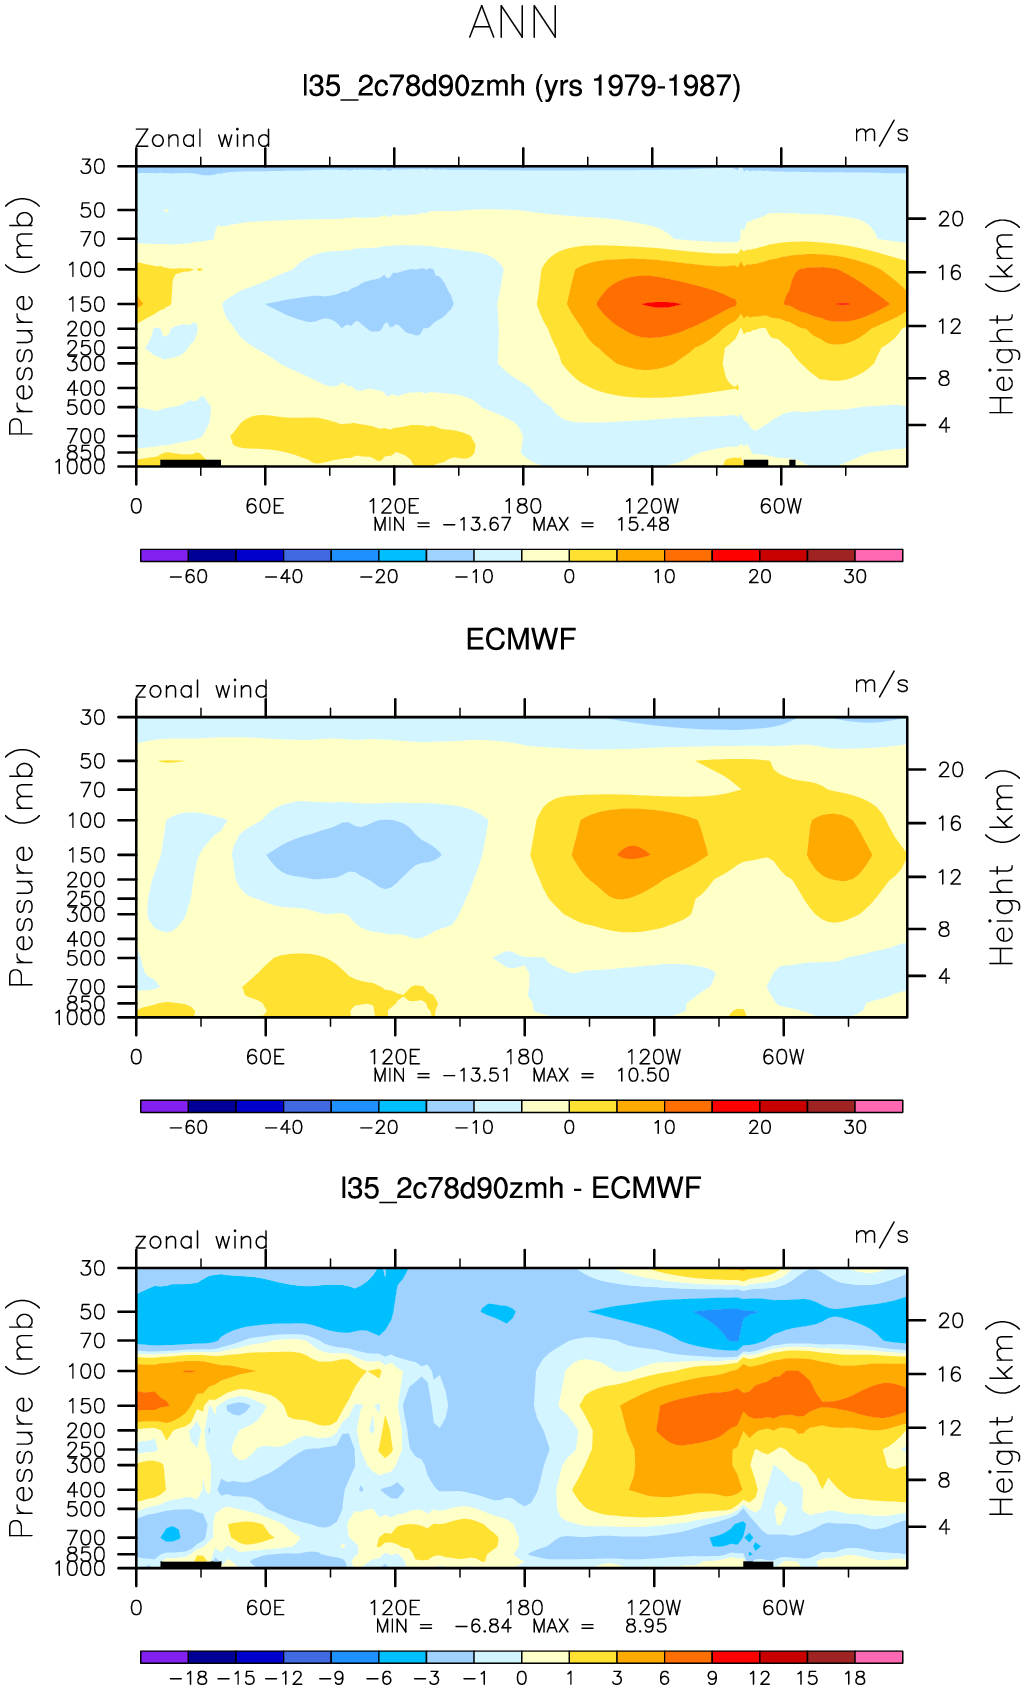 ANN
l35_2c78d90zmh (yrs 1979-1987)
Zonal wind m/s
30
50
70
100
150
200
250
300
400
500
700
850
1000
Pressure (mb)
20
16
12
8
4
Height (km)
0 60E 120E 180 120W 60W
MIN = −13.67 MAX = 15.48
−60 −40 −20 −10 0 10 20 30
ECMWF
zonal wind m/s
30
50
70
100
150
200
250
300
400
500
700
850
1000
Pressure (mb)
20
16
12
8
4
Height (km)
0 60E 120E 180 120W 60W
MIN = −13.51 MAX = 10.50
−60 −40 −20 −10 0 10 20 30
l35_2c78d90zmh - ECMWF
zonal wind m/s
30
50
70
100
150
200
250
300
400
500
700
850
1000
Pressure (mb)
20
16
12
8
4
Height (km)
0 60E 120E 180 120W 60W
MIN = −6.84 MAX = 8.95
−18 −15 −12 −9 −6 −3 −1 0 1 3 6 9 12 15 18